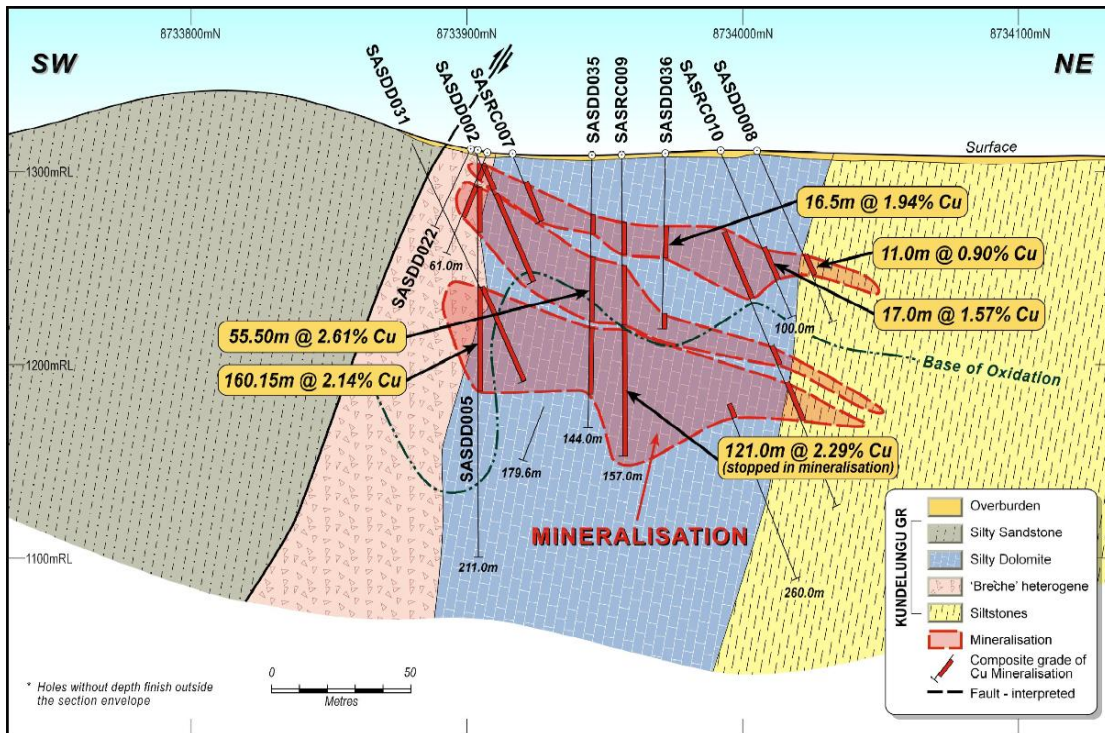 8733800mN
8733900mN
8734000mN
8734100mN
SW
NE
SASDD031
SASDD002
SASRC007
SASDD035
SASRC009
SASDD036
SASRC010
SASDD008
Surface
1300mRL
16.5m @ 1.94% Cu
SASDD022
61.0m
11.0m @ 0.90% Cu
17.0m @ 1.57% Cu
100.0m
55.50m @ 2.61% Cu
1200mRL
160.15m @ 2.14% Cu
Base of Oxidation
SASDD005
144.0m
179.6m
157.0m
121.0m @ 2.29% Cu
(stopped in mineralisation)
MINERALISATION
1100mRL
211.0m
260.0m
KUNDELUNGU GR
Overburden
Silty Sandstone
Silty Dolomite
'Breche' heterogene
Siltstones
Mineralisation
Composite grade of
Cu Mineralisation
Fault - interpreted
* Holes without depth finish outside
the section envelope
0 50
Metres